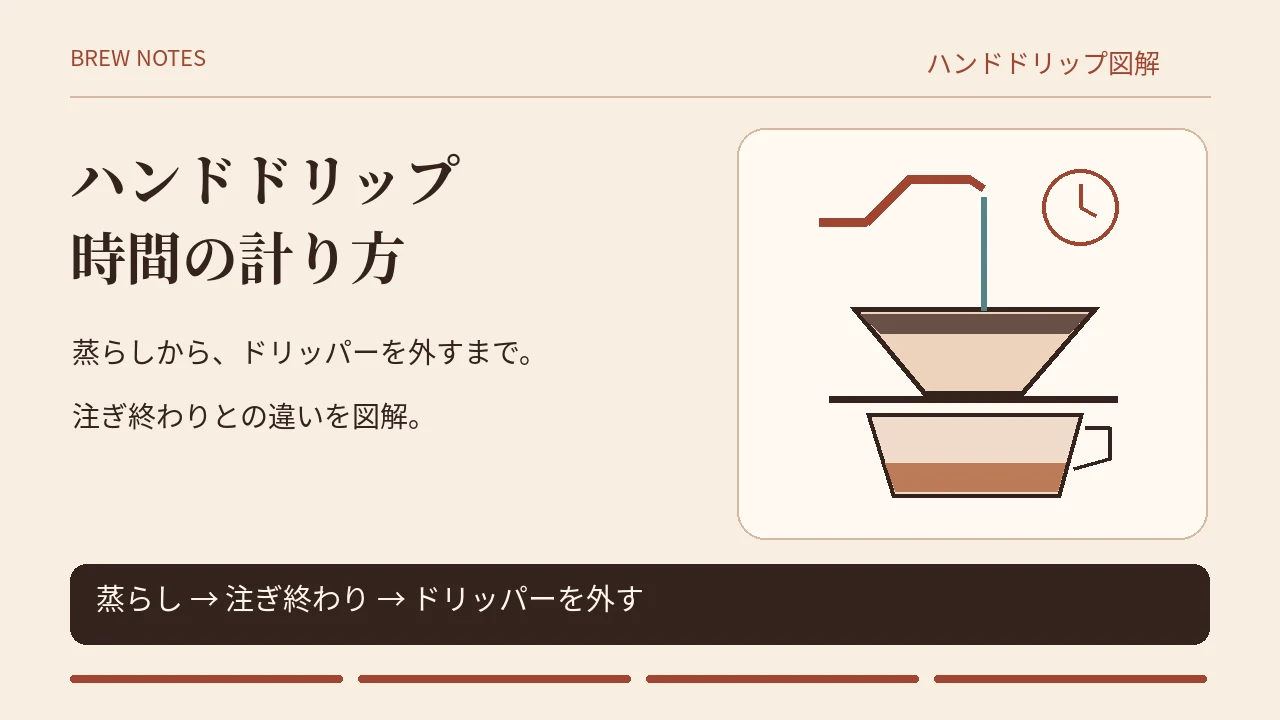 BREW NOTES
ハンドドリップ図解
ハンドドリップ
時間の計り方
蒸らしから、ドリッパーを外すまで。
注ぎ終わりとの違いを図解。
蒸らし → 注ぎ終わり → ドリッパーを外す